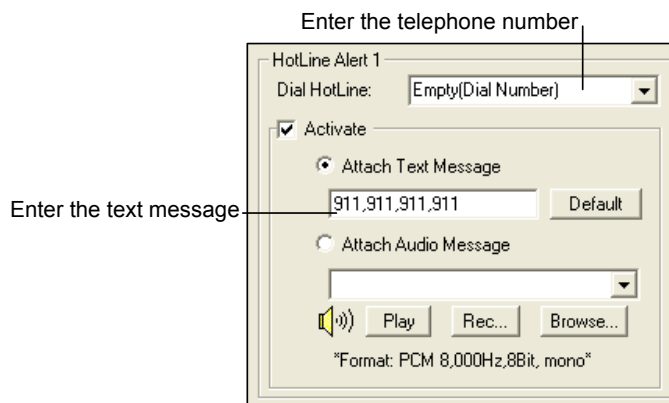 Enter the telephone number
HotLine Alert 1
Dial HotLine: Empty(Dial Number)
Activate
Attach Text Message
Enter the text message
911,911,911,911 Default
Attach Audio Message
Play Rec... Browse...
*Format: PCM 8,000Hz,8Bit, mono*